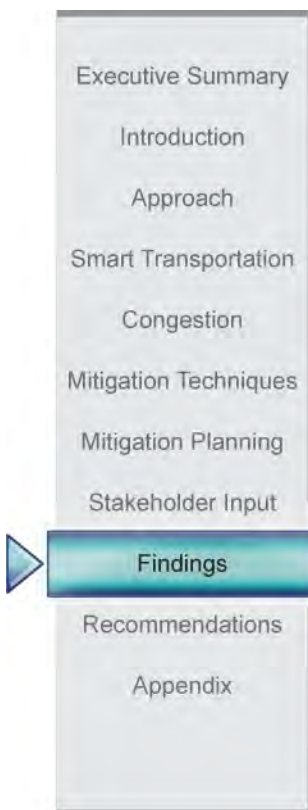 Executive Summary
Introduction
Approach
Smart Transportation
Congestion
Mitigation Techniques
Mitigation Planning
Stakeholder Input
Findings
Recommendations
Appendix